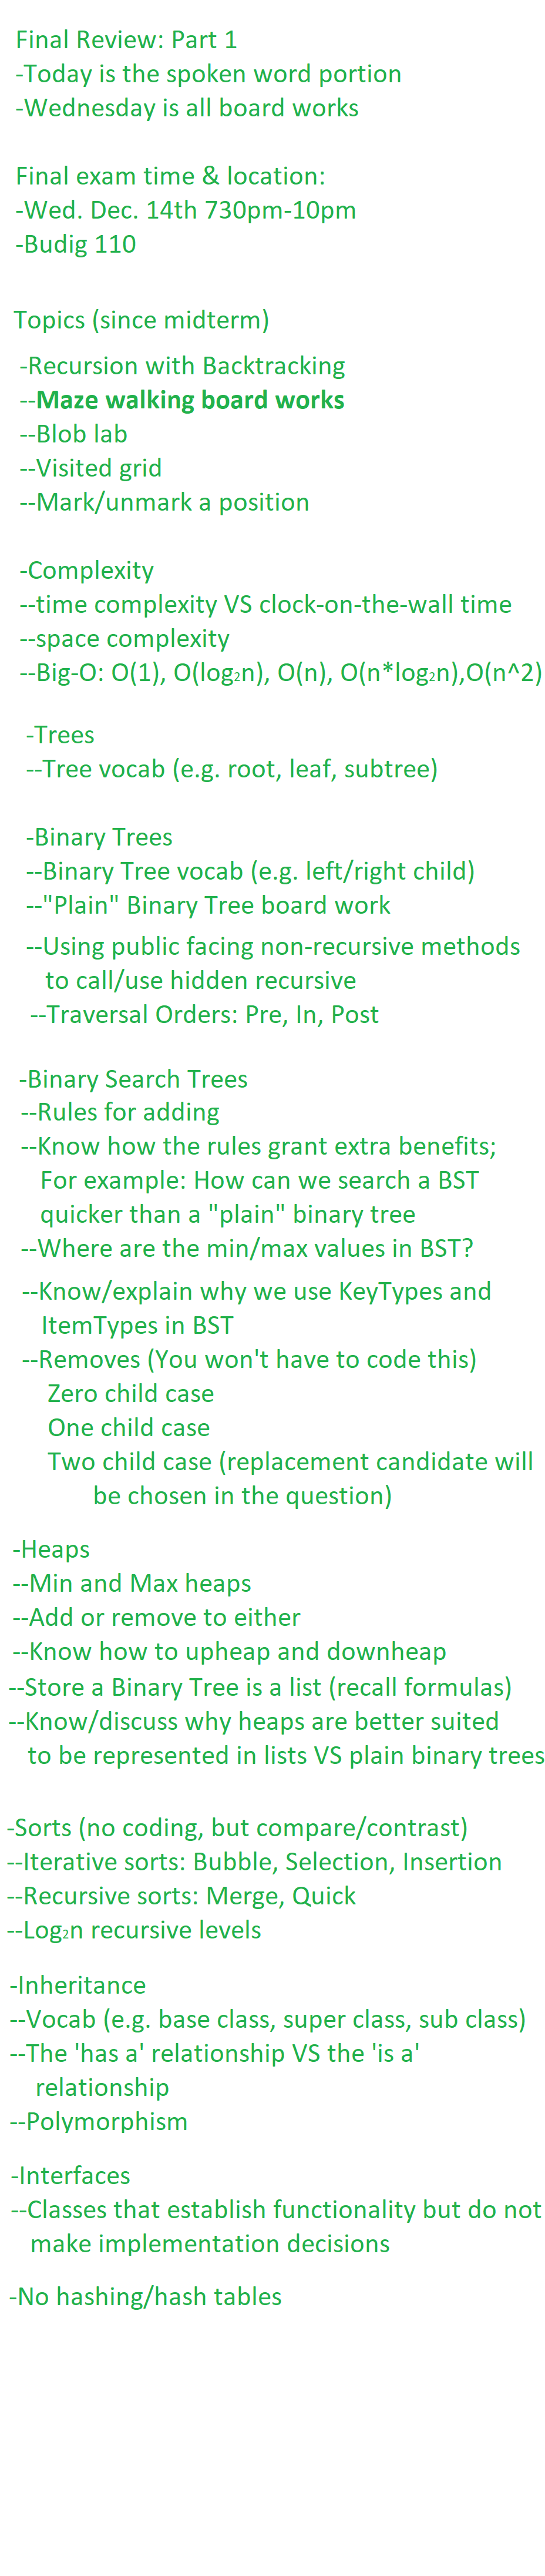 Final Review: Part 1
-Today is the spoken word portion
-Wednesday is all board works
Final exam time & location:
-Wed. Dec. 14th 730pm-10pm
-Budig 110
Topics (since midterm)
-Recursion with Backtracking
--Maze walking board works
--Blob lab
--Visited grid
--Mark/unmark a position
-Complexity
--time complexity VS clock-on-the-wall time
--space complexity
--Big-O: O(1), O(log₂n), O(n), O(n*log₂n),O(n^2)
-Trees
--Tree vocab (e.g. root, leaf, subtree)
-Binary Trees
--Binary Tree vocab (e.g. left/right child)
--"Plain" Binary Tree board work
--Using public facing non-recursive methods
to call/use hidden recursive
--Traversal Orders: Pre, In, Post
-Binary Search Trees
--Rules for adding
--Know how the rules grant extra benefits;
For example: How can we search a BST
quicker than a "plain" binary tree
--Where are the min/max values in BST?
--Know/explain why we use KeyTypes and
ItemTypes in BST
--Removes (You won't have to code this)
Zero child case
One child case
Two child case (replacement candidate will
be chosen in the question)
-Heaps
--Min and Max heaps
--Add or remove to either
--Know how to upheap and downheap
--Store a Binary Tree is a list (recall formulas)
--Know/discuss why heaps are better suited
to be represented in lists VS plain binary trees
-Sorts (no coding, but compare/contrast)
--Iterative sorts: Bubble, Selection, Insertion
--Recursive sorts: Merge, Quick
--Log₂n recursive levels
-Inheritance
--Vocab (e.g. base class, super class, sub class)
--The 'has a' relationship VS the 'is a'
relationship
--Polymorphism
-Interfaces
--Classes that establish functionality but do not
make implementation decisions
-No hashing/hash tables